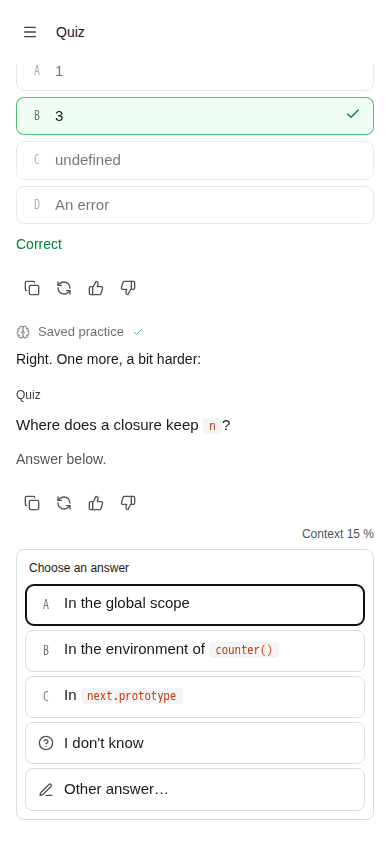 Quiz
A 1
B 3
C undefined
D An error
Correct
Saved practice
Right. One more, a bit harder:
Quiz
Where does a closure keep n ?
Answer below.
Context 15 %
Choose an answer
A In the global scope
B In the environment of counter()
C In next.prototype
I don't know
Other answer…